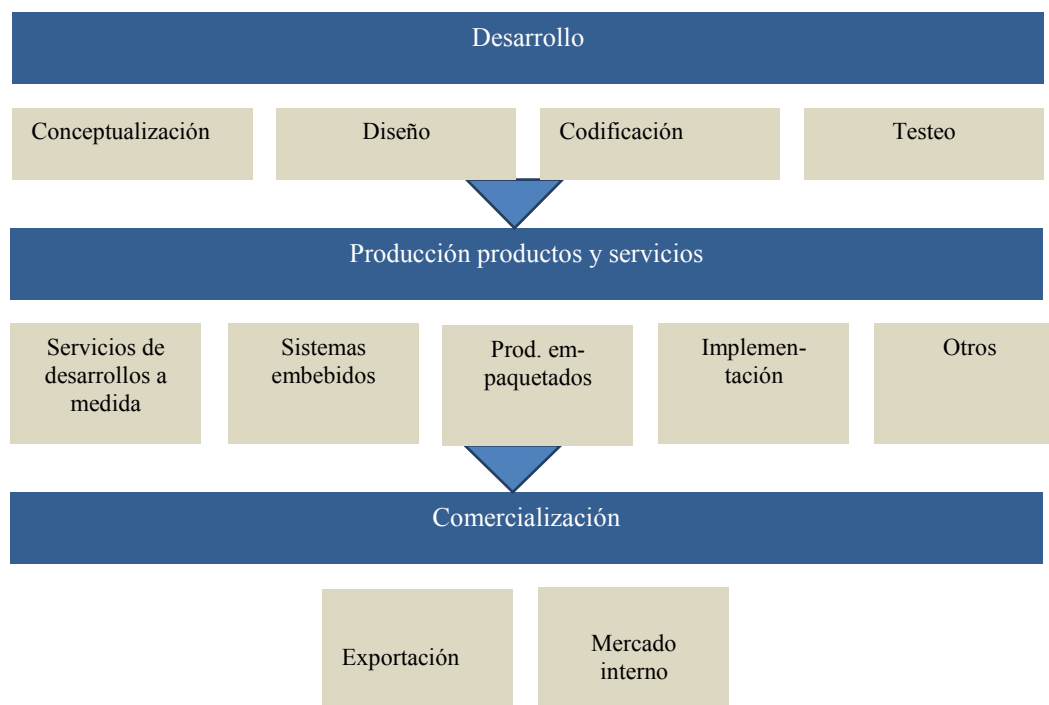 Desarrollo
Conceptualización
Diseño
Codificación
Testeo
Producción productos y servicios
Servicios de
desarrollos a
medida
Sistemas
embebidos
Prod. em-
paquetados
Implemen-
tación
Otros
Comercialización
Exportación
Mercado
interno